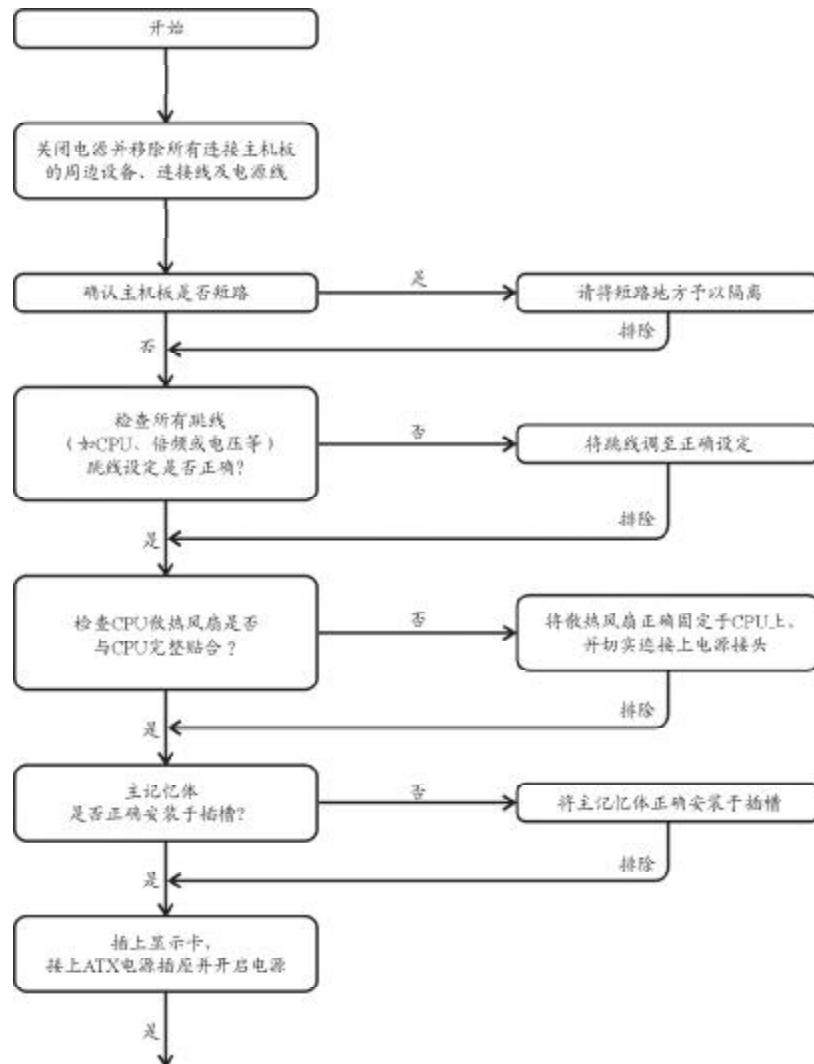 开始
关闭电源并移除所有连接主机板
的周边设备、连接线及电源线
确认主机板是否短路
是
请将短路地方予以隔离
排除
否
检查所有跳线
(如CPU、倍频或电压等)
跳线设定是否正确?
否
将跳线调至正确设定
排除
是
检查CPU散热风扇是否
与CPU完整贴合?
否
将散热风扇正确固定于CPU上、
并切实连接上电源接头
排除
是
主记忆体
是否正确安装于插槽?
否
将主记忆体正确安装于插槽
排除
是
插上显示卡、
接上ATX电源插座并开启电源
是